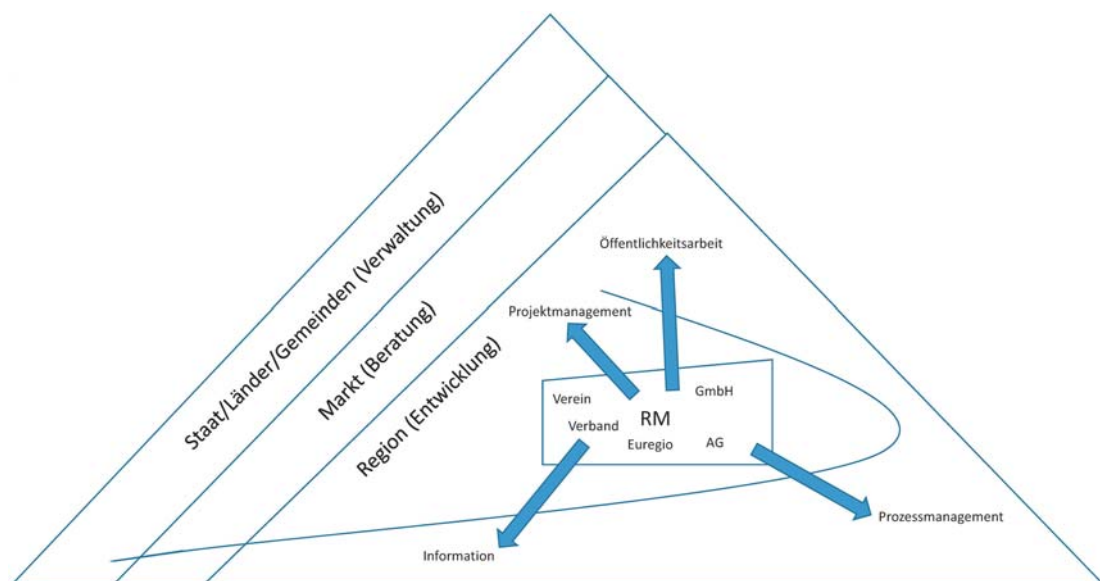 Staat/Länder/Gemeinden (Verwaltung)
Markt (Beratung)
Region (Entwicklung)
Öffentlichkeitsarbeit
Projektmanagement
Verein
GmbH
RM
Verband
Euregio
AG
Prozessmanagement
Information